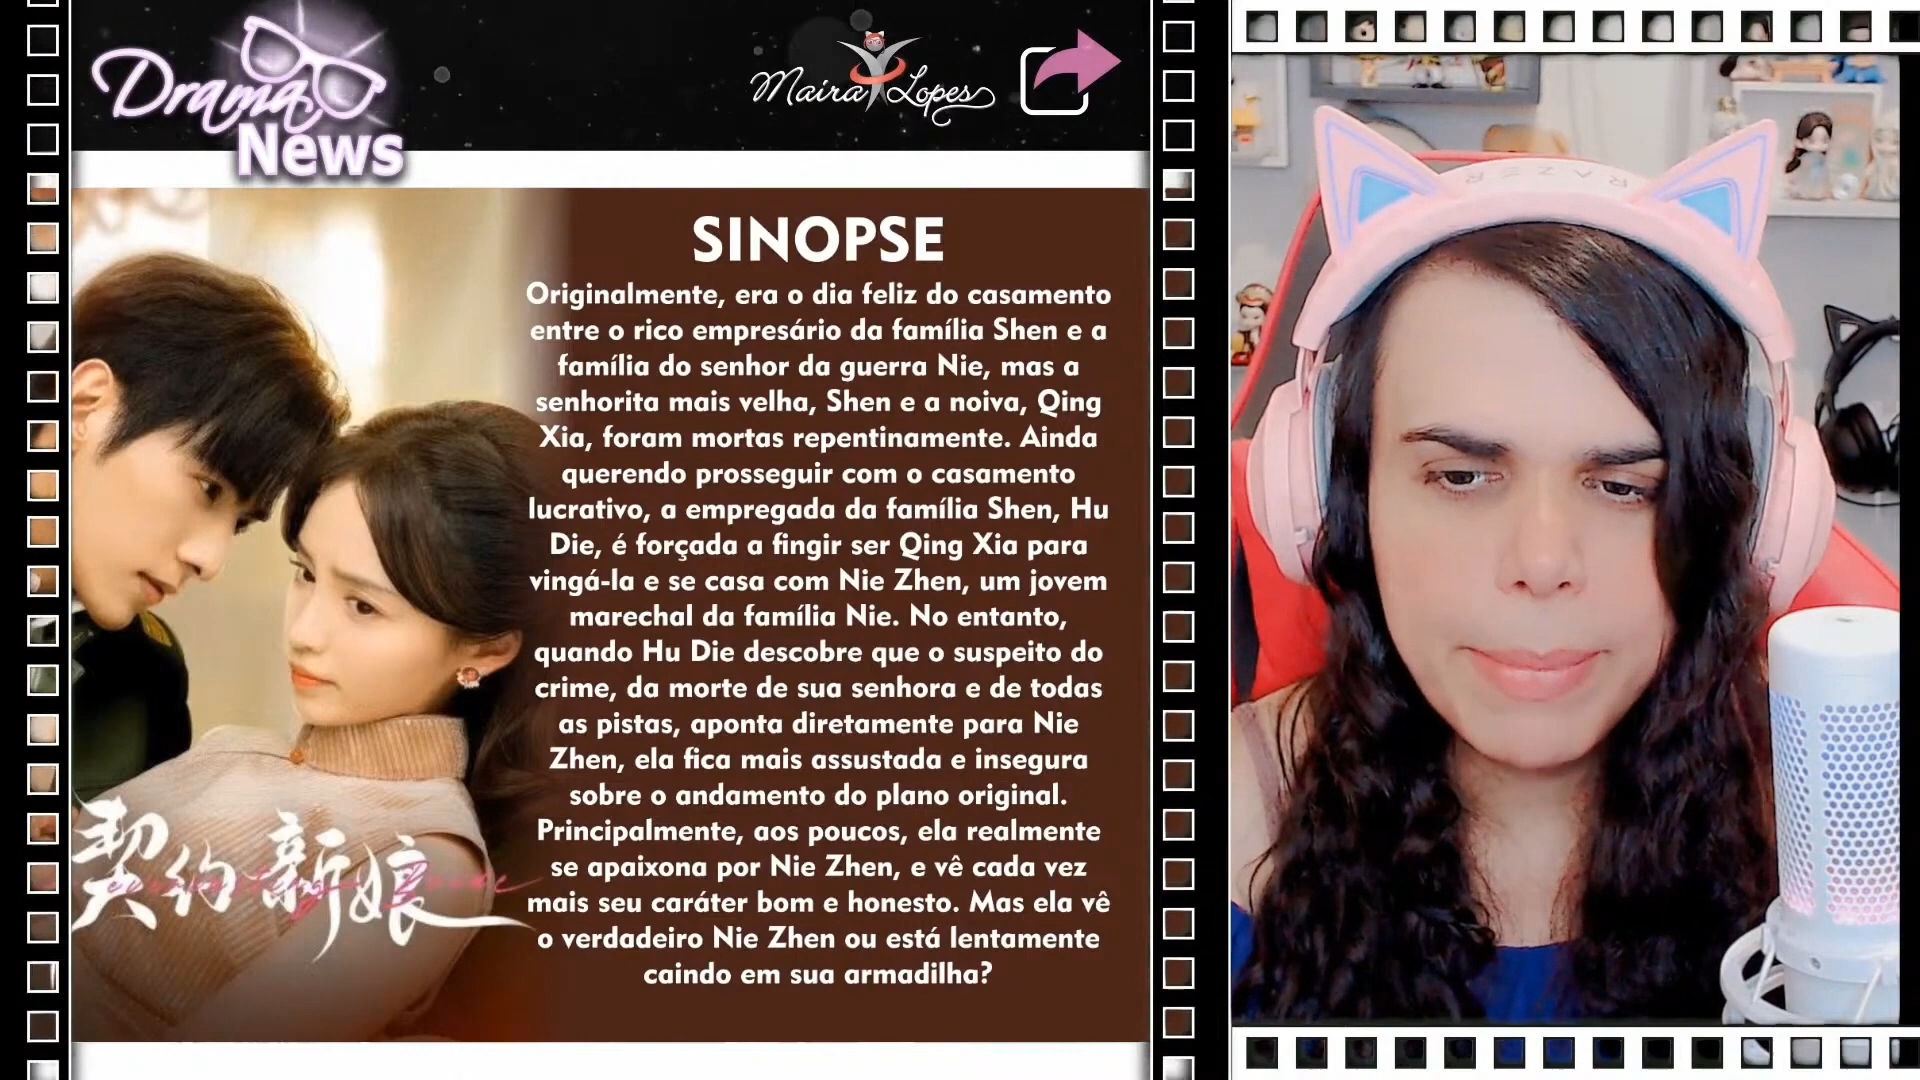 Drama
News
Maira Lopes
RAZER
SINOPSE
Originalmente, era o dia feliz do casamento
entre o rico empresário da família Shen e a
família do senhor da guerra Nie, mas a
senhorita mais velha, Shen e a noiva, Qing
Xia, foram mortas repentinamente. Ainda
querendo prosseguir com o casamento
lucrativo, a empregada da família Shen, Hu
Die, é forçada a fingir ser Qing Xia para
vingá-la e se casa com Nie Zhen, um jovem
marechal da família Nie. No entanto,
quando Hu Die descobre que o suspeito do
crime, da morte de sua senhora e de todas
as pistas, aponta diretamente para Nie
Zhen, ela fica mais assustada e insegura
sobre o andamento do plano original.
Principalmente, aos poucos, ela realmente
se apaixona por Nie Zhen, e vê cada vez
mais seu caráter bom e honesto. Mas ela vê
o verdadeiro Nie Zhen ou está lentamente
caindo em sua armadilha?
契约新娘